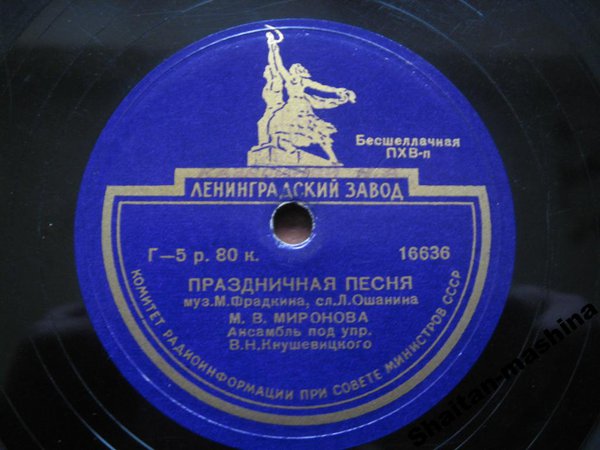 Бесшеллачная
ПХВ-п
ЛЕНИНГРАДСКИЙ ЗАВОД
Г—5 р. 80 к. 16636
ПРАЗДНИЧНАЯ ПЕСНЯ
муз.М.Фрадкина, сл.Л.Ошанина
М. В. МИРОНОВА
Ансамбль под упр.
В.Н.Кнушевицкого
КОМИТЕТ РАДИОИНФОРМАЦИИ ПРИ СОВЕТЕ МИНИСТРОВ СССР
Shaitan-mashina